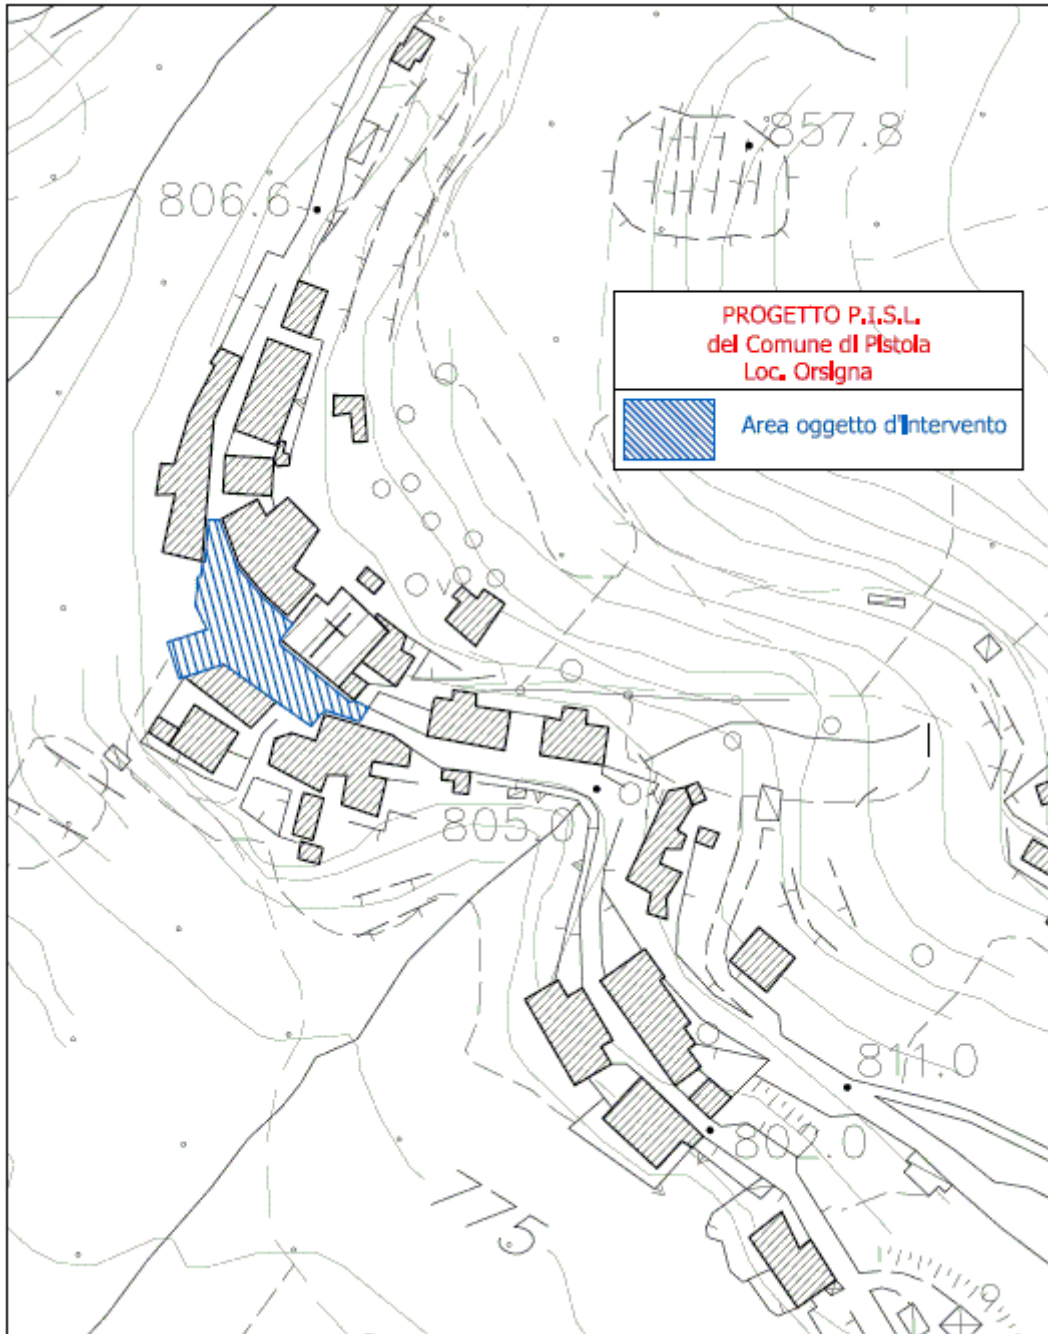 857.8
806.6
PROGETTO P.I.S.L.
del Comune di Pistoia
Loc. Orsigna
Area oggetto d'Intervento
805.0
811.0
802.0
775